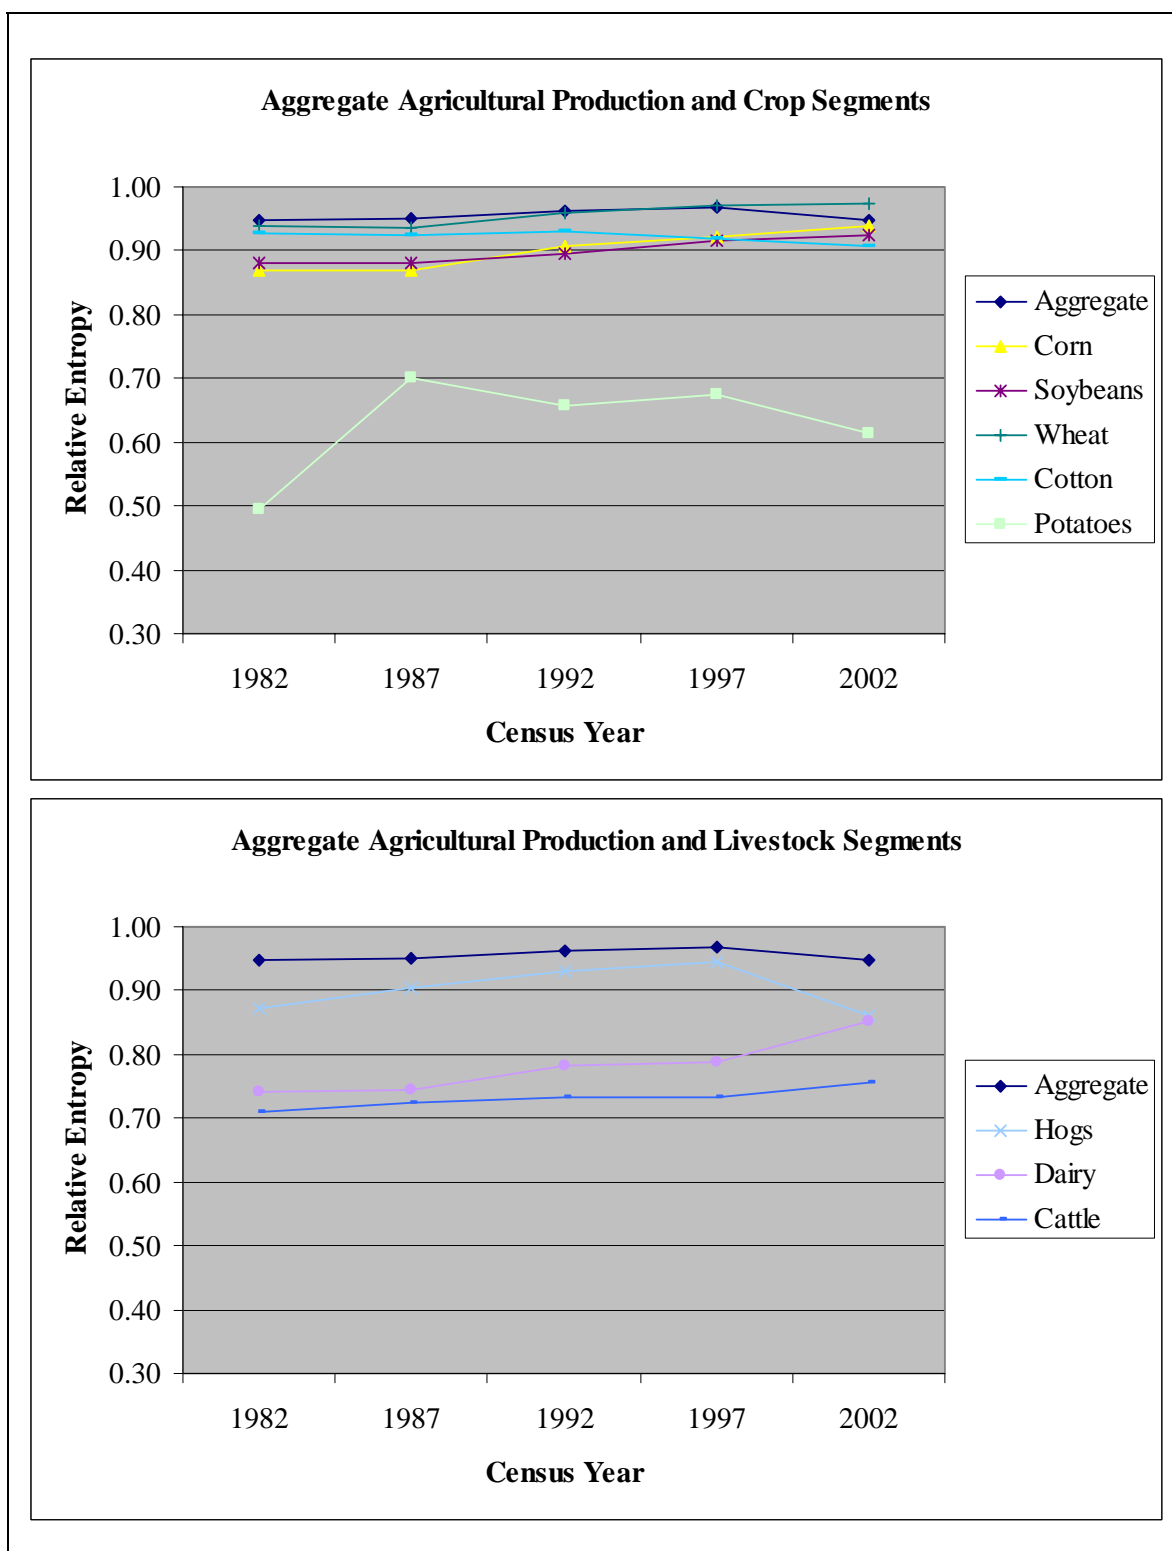 Aggregate Agricultural Production and Crop Segments
1.00
0.90
0.80
0.70
0.60
0.50
0.40
0.30
Relative Entropy
1982 1987 1992 1997 2002
Census Year
Aggregate
Corn
Soybeans
Wheat
Cotton
Potatoes
Aggregate Agricultural Production and Livestock Segments
1.00
0.90
0.80
0.70
0.60
0.50
0.40
0.30
Relative Entropy
1982 1987 1992 1997 2002
Census Year
Aggregate
Hogs
Dairy
Cattle